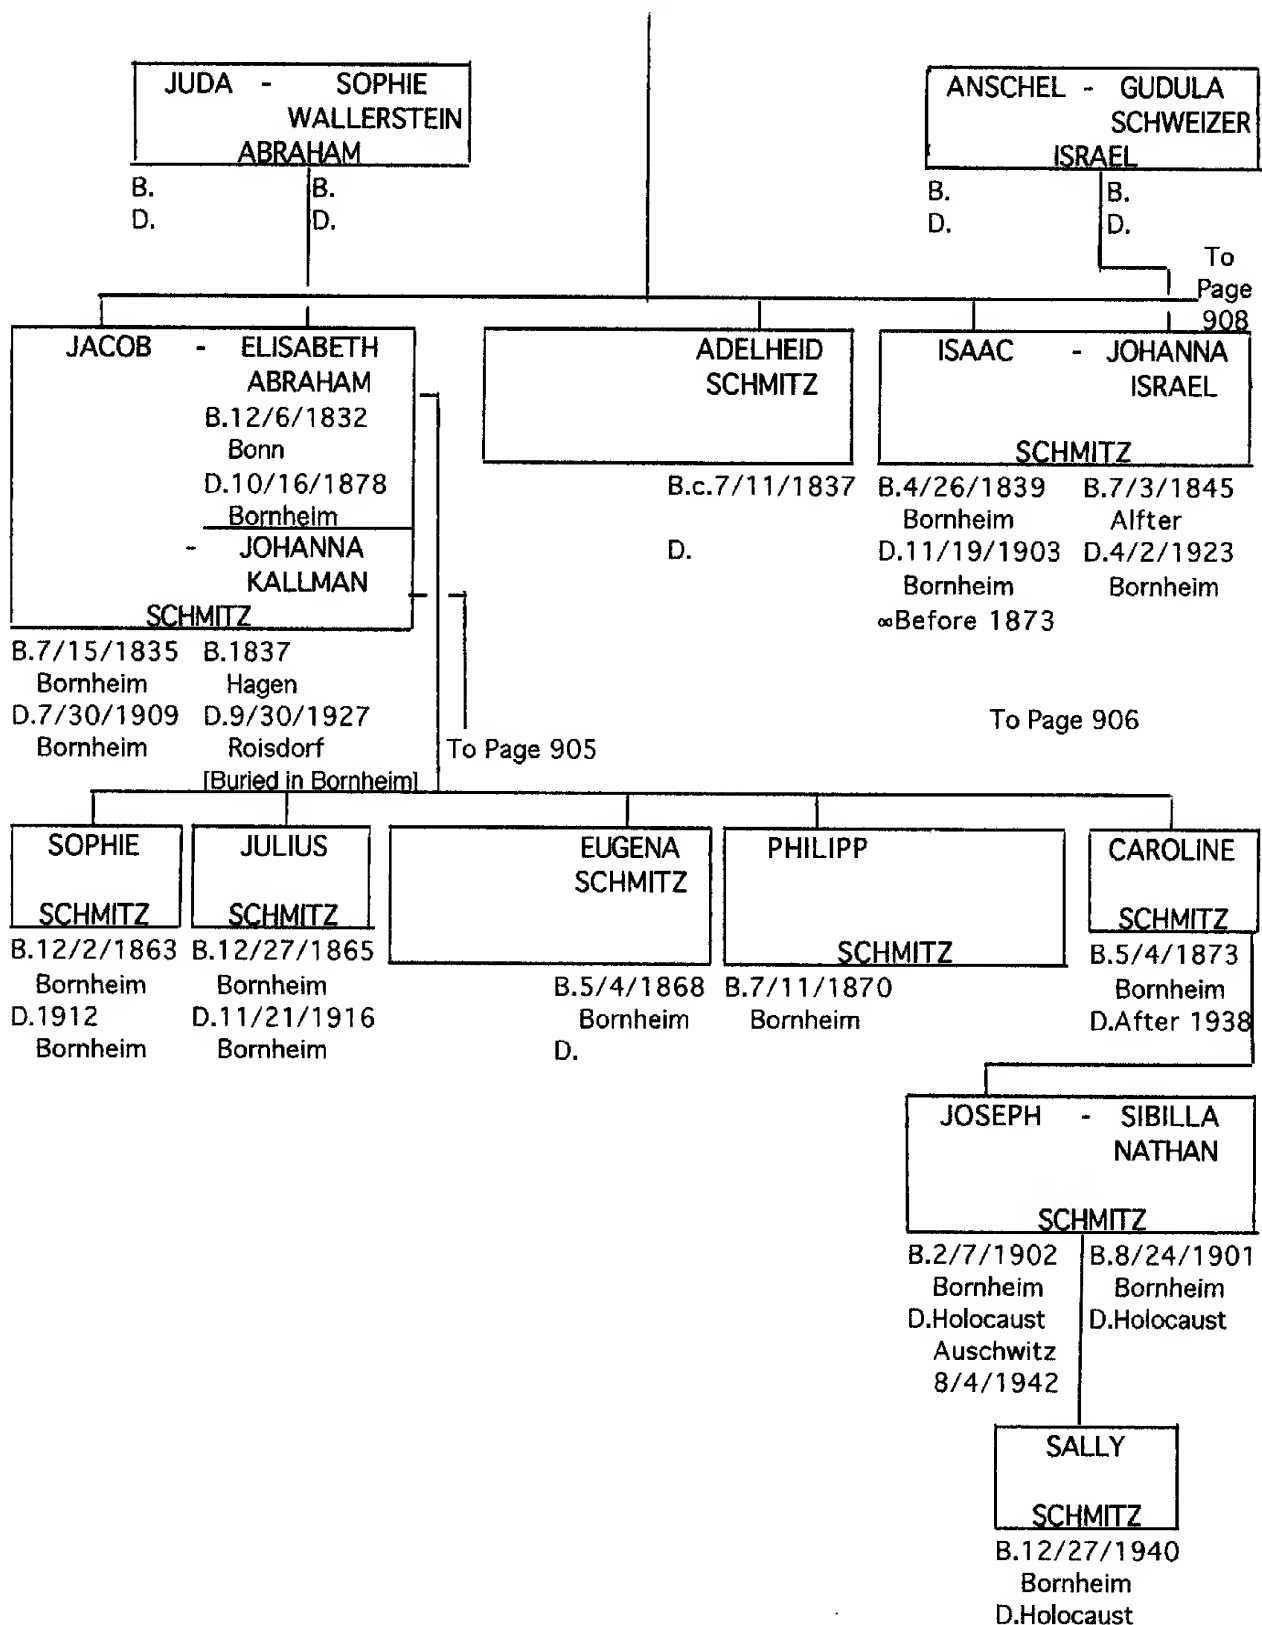 JUDA - SOPHIE
WALLERSTEIN
ABRAHAM
B. B.
D. D.
ANSCHEL - GUDULA
SCHWEIZER
ISRAEL
B. B.
D. D.
To
Page
908
JACOB - ELISABETH
ABRAHAM
B.12/6/1832
Bonn
D.10/16/1878
Bornheim
- JOHANNA
KALLMAN
SCHMITZ
B.7/15/1835 B.1837
Bornheim Hagen
D.7/30/1909 D.9/30/1927
Bornheim Roisdorf
[Buried in Bornheim]
To Page 905
ADELHEID
SCHMITZ
B.c.7/11/1837
D.
ISAAC - JOHANNA
ISRAEL
SCHMITZ
B.4/26/1839 B.7/3/1845
Bornheim Alfter
D.11/19/1903 D.4/2/1923
Bornheim Bornheim
∞Before 1873
To Page 906
SOPHIE
SCHMITZ
B.12/2/1863
Bornheim
D.1912
Bornheim
JULIUS
SCHMITZ
B.12/27/1865
Bornheim
D.11/21/1916
Bornheim
EUGENA
SCHMITZ
B.5/4/1868
Bornheim
D.
PHILIPP
SCHMITZ
B.7/11/1870
Bornheim
CAROLINE
SCHMITZ
B.5/4/1873
Bornheim
D.After 1938
JOSEPH - SIBILLA
NATHAN
SCHMITZ
B.2/7/1902 B.8/24/1901
Bornheim Bornheim
D.Holocaust D.Holocaust
Auschwitz
8/4/1942
SALLY
SCHMITZ
B.12/27/1940
Bornheim
D.Holocaust